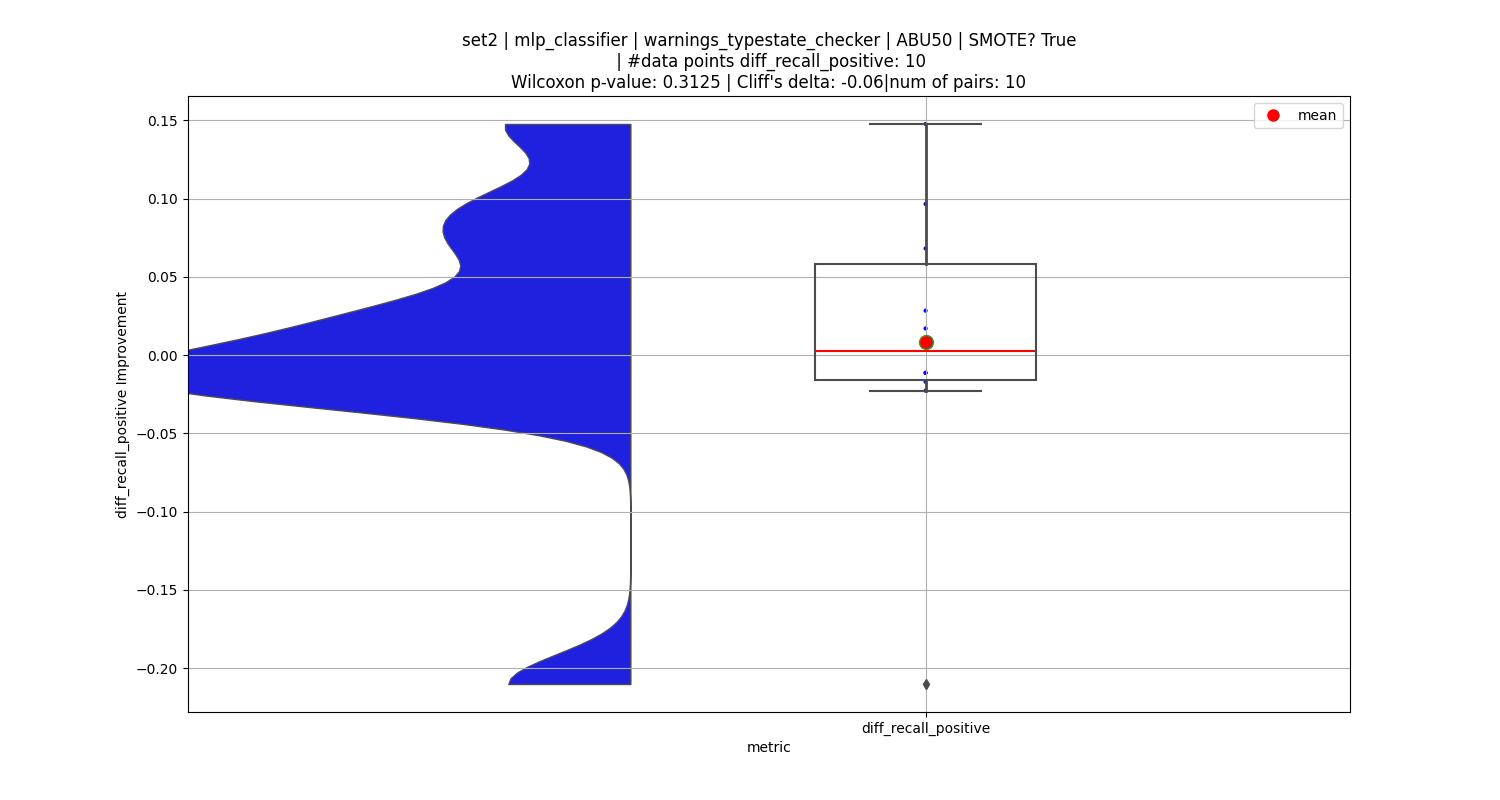 set2 | mlp_classifier | warnings_typestate_checker | ABU50 | SMOTE? True
| #data points diff_recall_positive: 10
Wilcoxon p-value: 0.3125 | Cliff's delta: -0.06|num of pairs: 10
mean
0.15
0.10
0.05
0.00
−0.05
−0.10
−0.15
−0.20
diff_recall_positive Improvement
diff_recall_positive
metric